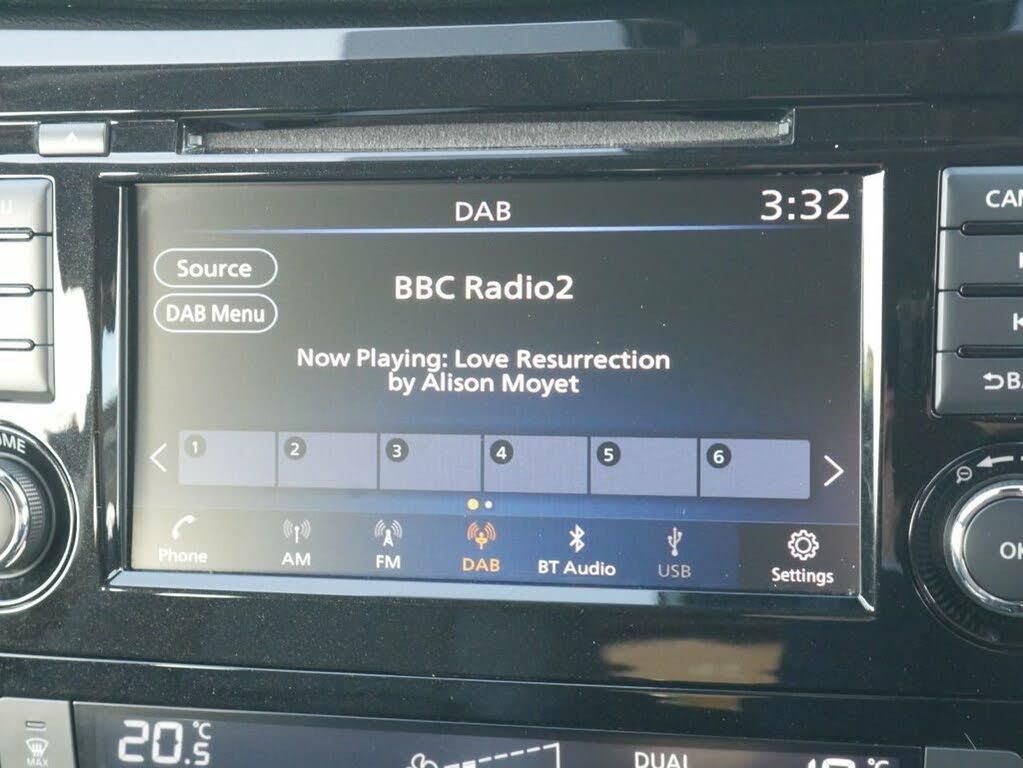 DAB
3:32
Source
BBC Radio2
DAB Menu
Now Playing: Love Resurrection
by Alison Moyet
1 2 3 4 5 6
Phone AM FM DAB BT Audio USB Settings
OK
20.5 °C
MAX
DUAL
°C